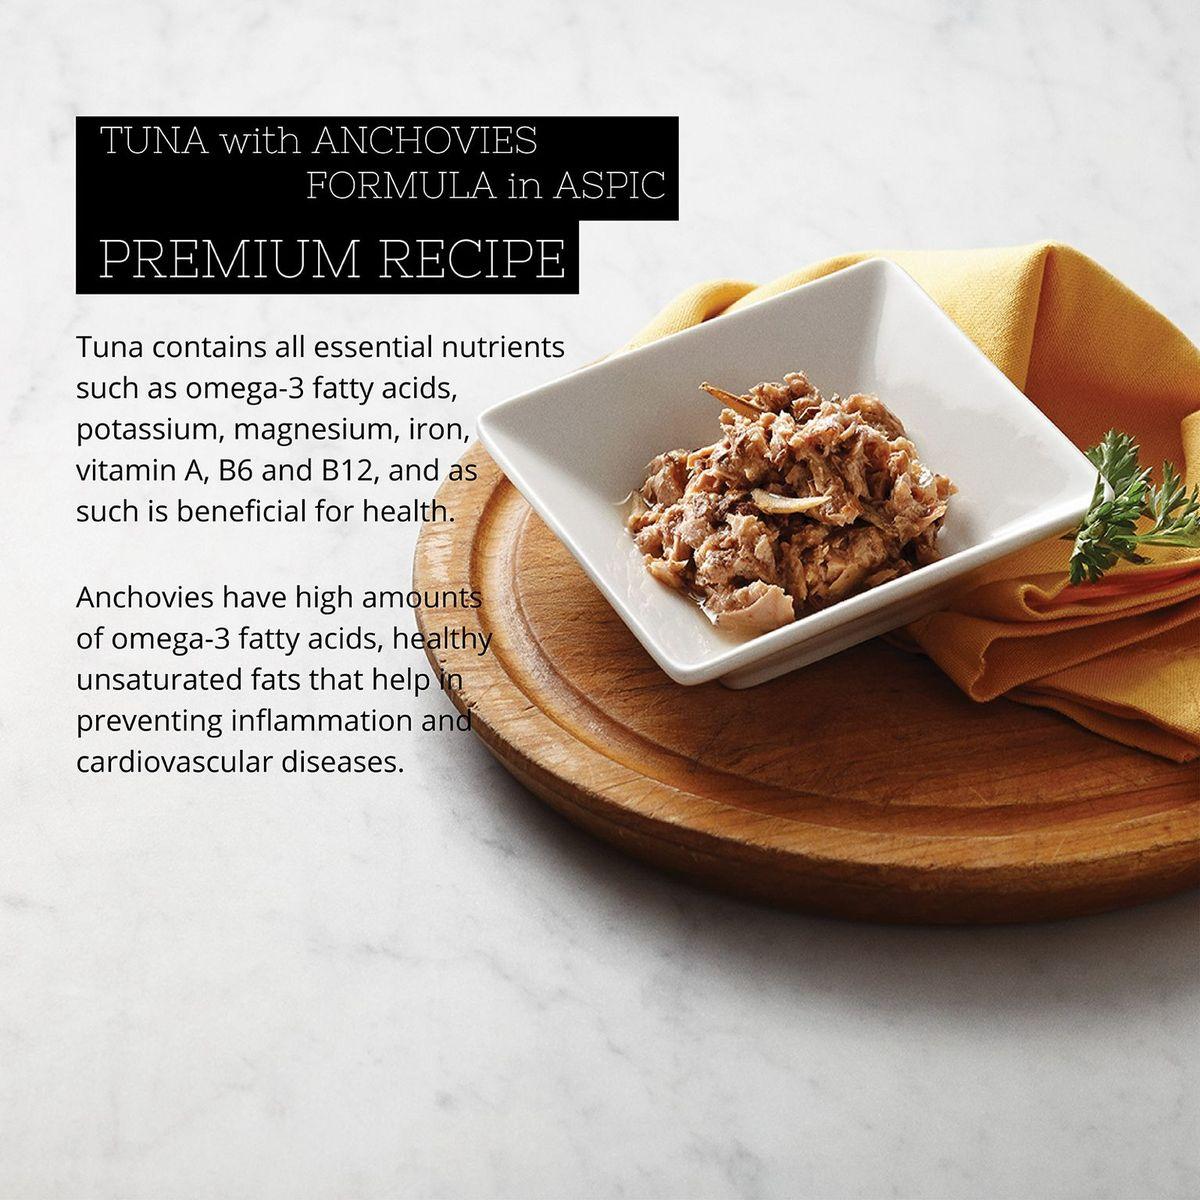 TUNA with ANCHOVIES
FORMULA in ASPIC
PREMIUM RECIPE
Tuna contains all essential nutrients
such as omega-3 fatty acids,
potassium, magnesium, iron,
vitamin A, B6 and B12, and as
such is beneficial for health.
Anchovies have high amounts
of omega-3 fatty acids, healthy
unsaturated fats that help in
preventing inflammation and
cardiovascular diseases.